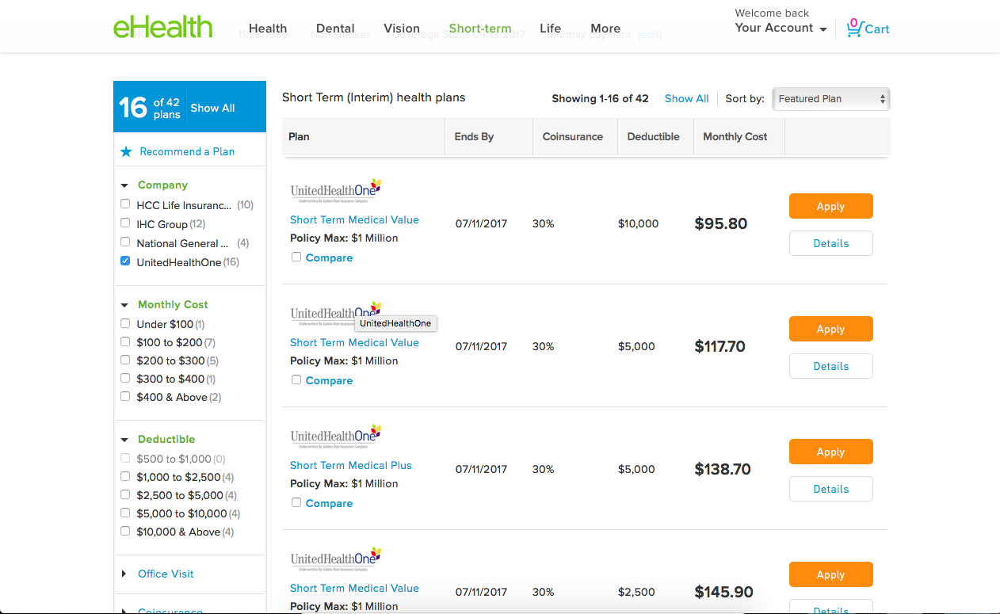 eHealth
Health Dental Vision Short-term Life More
Welcome back
Your Account
0 Cart
11/28/1983 Non-smoker Coverage Starts 04/13/2017 Monthly payment (edit)
16 of 42 plans Show All
Recommend a Plan
Company
HCC Life Insuranc... (10)
IHC Group (12)
National General ... (4)
UnitedHealthOne (16)
Monthly Cost
Under $100 (1)
$100 to $200 (7)
$200 to $300 (5)
$300 to $400 (1)
$400 & Above (2)
Deductible
$500 to $1,000 (0)
$1,000 to $2,500 (4)
$2,500 to $5,000 (4)
$5,000 to $10,000 (4)
$10,000 & Above (4)
Office Visit
Coinsurance
Short Term (Interim) health plans
Showing 1-16 of 42 Show All Sort by: Featured Plan
Plan Ends By Coinsurance Deductible Monthly Cost
UnitedHealthOne
Underwritten By Golden Rule Insurance Company
Short Term Medical Value
Policy Max: $1 Million
Compare
07/11/2017 30% $10,000 $95.80
Apply
Details
UnitedHealthOne
Underwritten By Golden Rule Insurance
UnitedHealthOne
Short Term Medical Value
Policy Max: $1 Million
Compare
07/11/2017 30% $5,000 $117.70
Apply
Details
UnitedHealthOne
Underwritten By Golden Rule Insurance Company
Short Term Medical Plus
Policy Max: $1 Million
Compare
07/11/2017 30% $5,000 $138.70
Apply
Details
UnitedHealthOne
Underwritten By Golden Rule Insurance Company
Short Term Medical Value
Policy Max: $1 Million
07/11/2017 30% $2,500 $145.90
Apply
Details